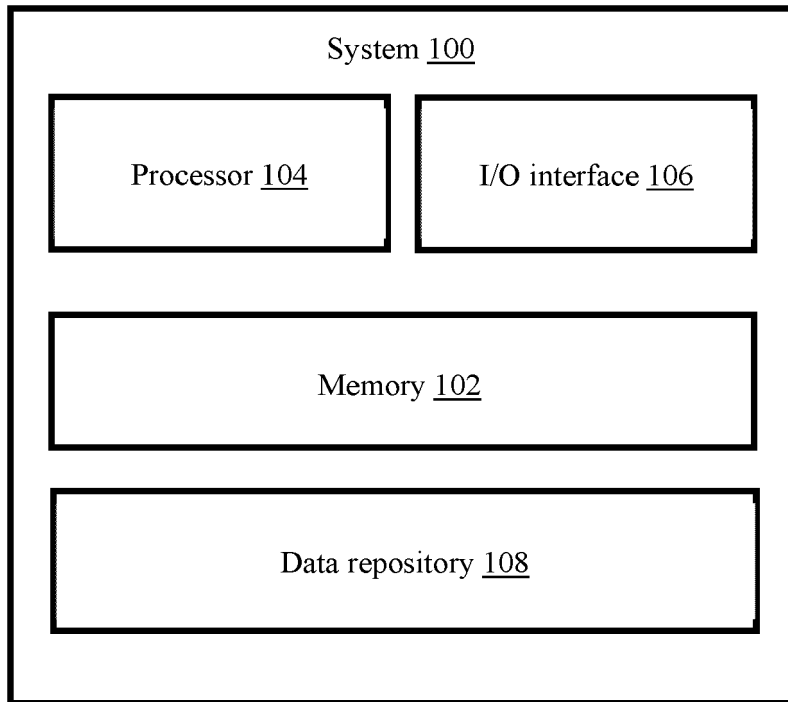 System 100
Processor 104
I/O interface 106
Memory 102
Data repository 108